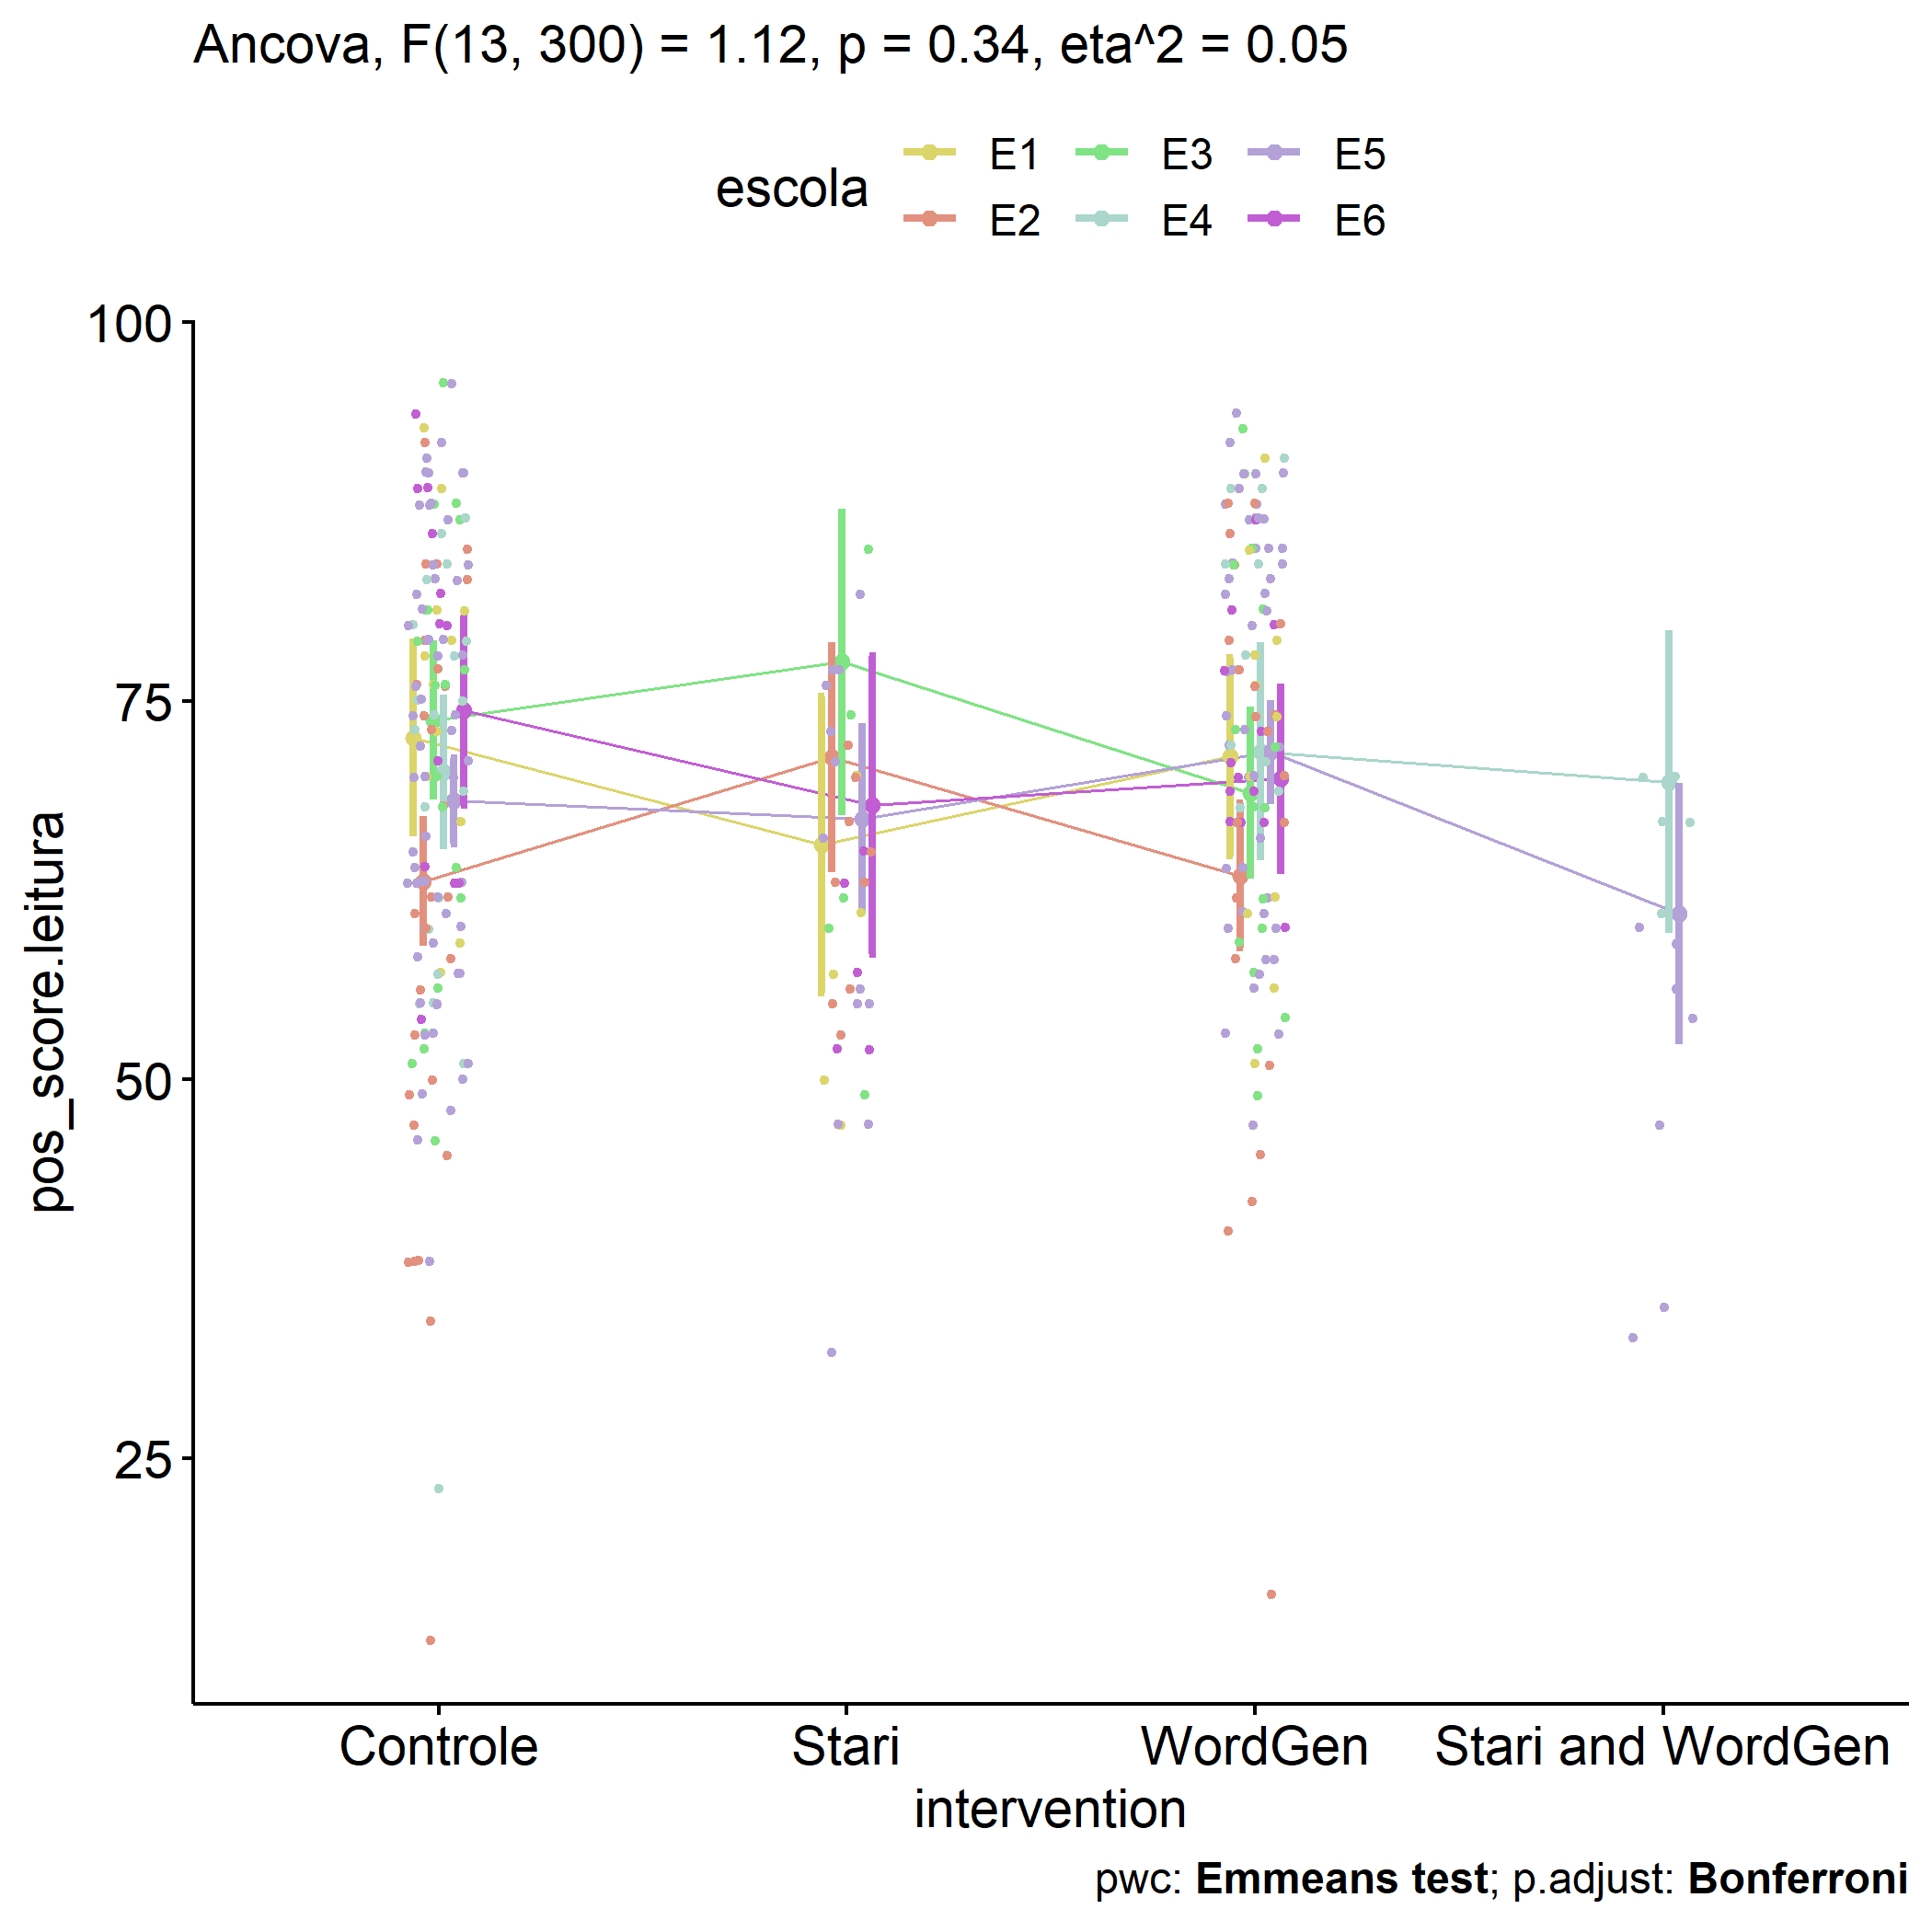 Ancova, F(13, 300) = 1.12, p = 0.34, eta^2 = 0.05
escola
E1 E3 E5
E2 E4 E6
pos_score.leitura
100
75
50
25
Controle Stari WordGen Stari and WordGen
intervention
pwc: Emmeans test; p.adjust: Bonferroni